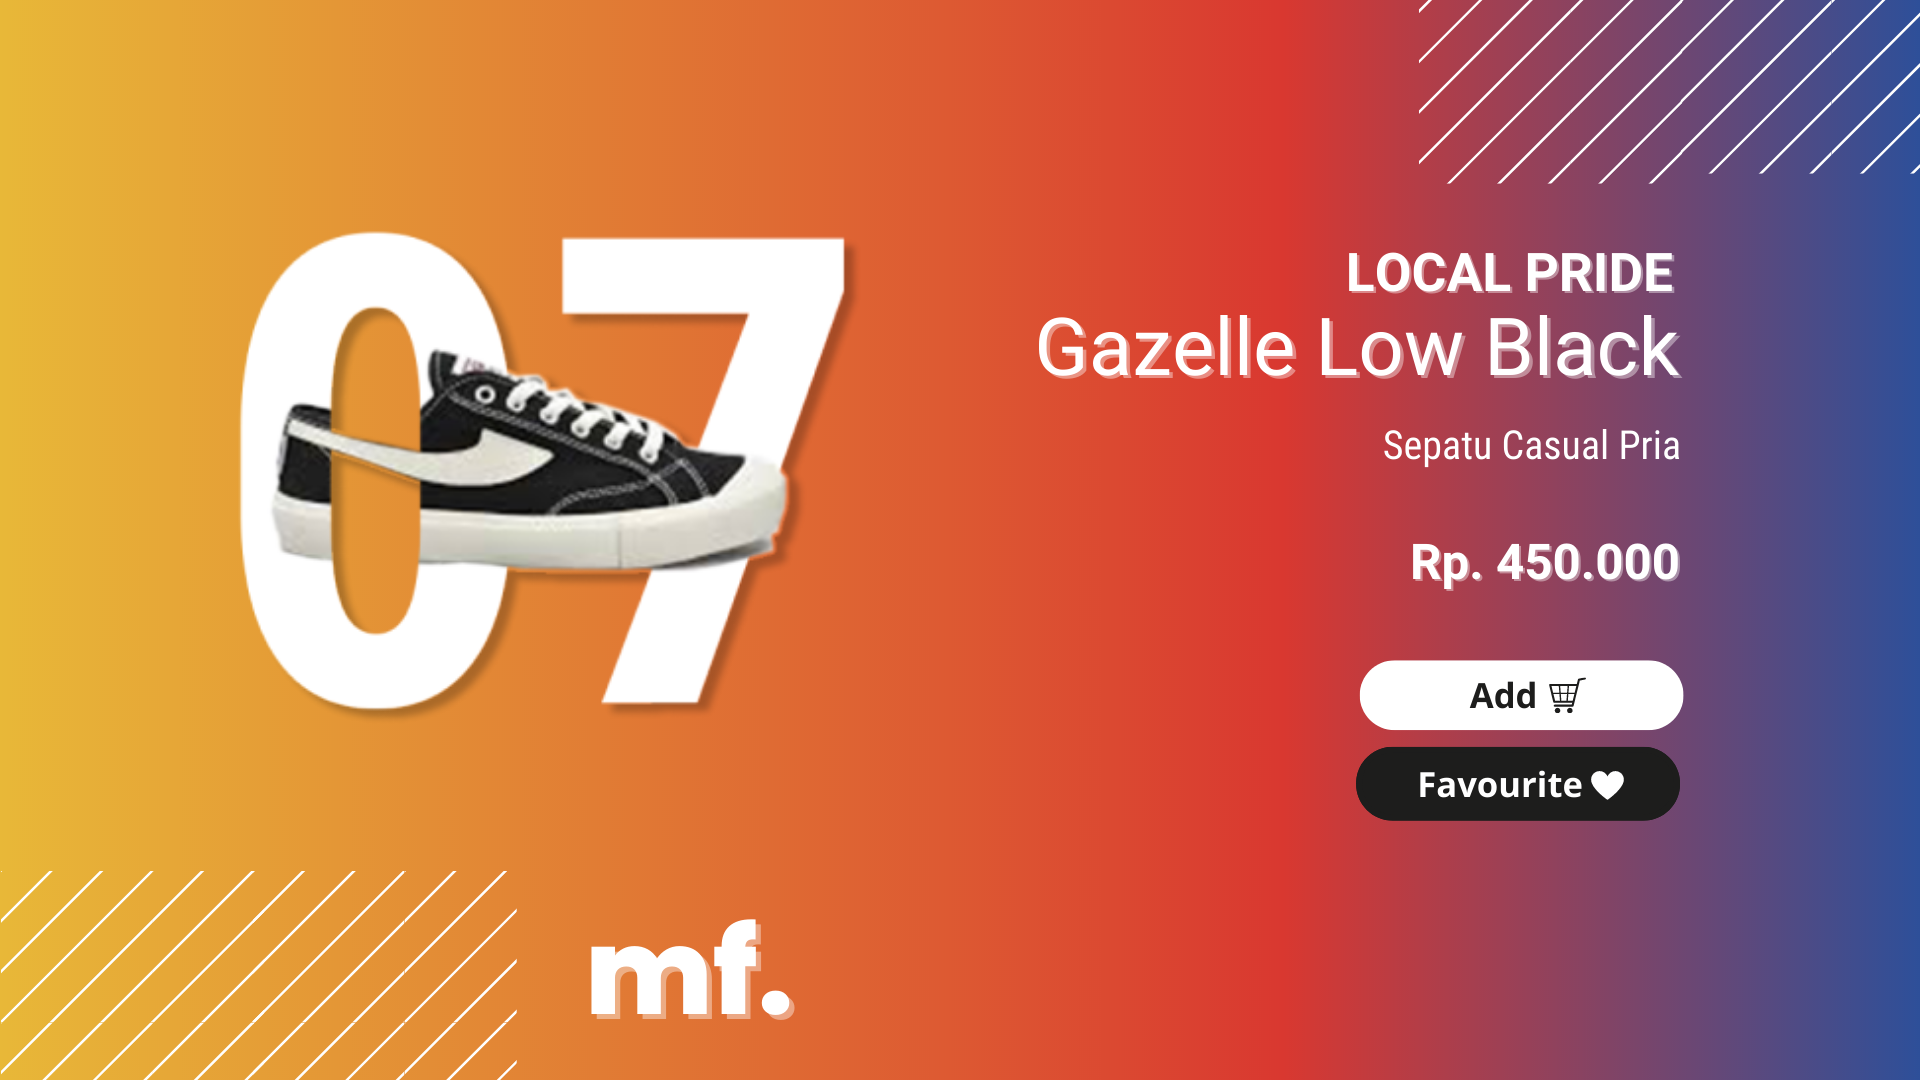 07
LOCAL PRIDE
Gazelle Low Black
Sepatu Casual Pria
Rp. 450.000
Add
Favourite
mf.